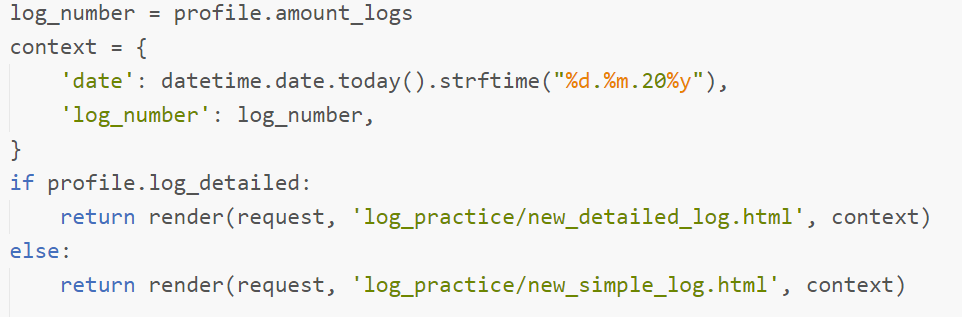 log_number = profile.amount_logs
context = {
    'date': datetime.date.today().strftime("%d.%m.20%y"),
    'log_number': log_number,
}
if profile.log_detailed:
    return render(request, 'log_practice/new_detailed_log.html', context)
else:
    return render(request, 'log_practice/new_simple_log.html', context)